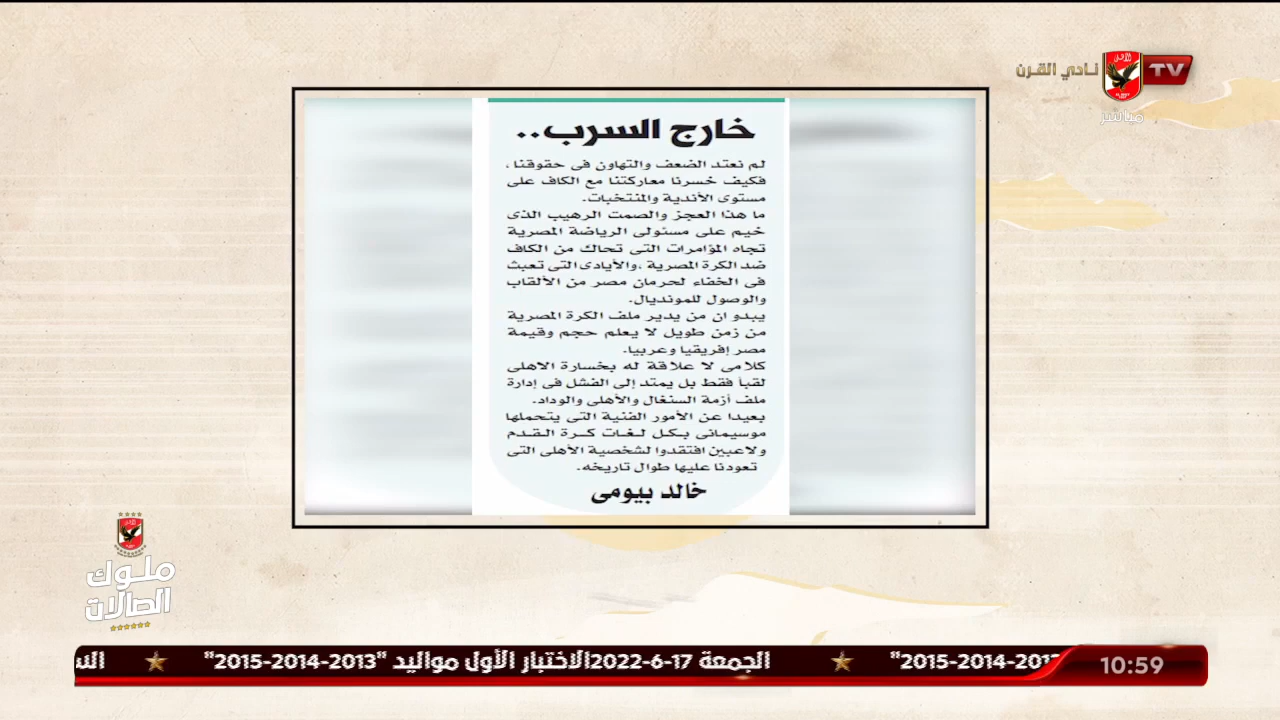 TV
نادي القرن
مباشر
خارج السرب..
لم نعتد الضعف والتهاون فى حقوقنا ،
فكيف خسرنا معاركتنا مع الكاف على
مستوى الأندية والمنتخبات.
ما هذا العجز والصمت الرهيب الذى
خيم على مسئولى الرياضة المصرية
تجاه المؤامرات التى تحاك من الكاف
ضد الكرة المصرية ،والأيادى التى تعبث
فى الخفاء لحرمان مصر من الألقاب
والوصول للمونديال.
يبدو ان من يدير ملف الكرة المصرية
من زمن طويل لا يعلم حجم وقيمة
مصر إفريقيا وعربيا.
كلامى لا علاقة له بخسارة الاهلى
لقبأ فقط بل يمتد إلى الفشل فى إدارة
ملف أزمة السنغال والأهلى والوداد.
بعيدا عن الأمور الفنية التى يتحملها
موسيمانى بكل لغات كرة القدم
ولاعبين افتقدوا لشخصية الأهلى التى
تعودنا عليها طوال تاريخه.
خالد بيومى
ملوك
الصالات
2015-2014-201"
الجمعة 17-6-2022الاختبار الأول مواليد "2013-2014-2015"
10:59